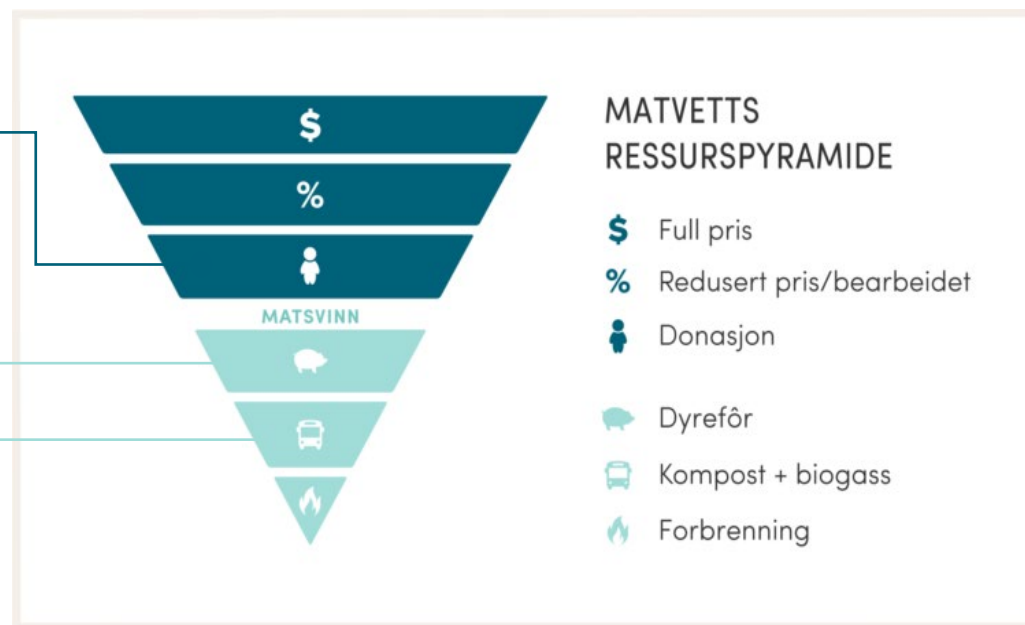 $
%
MATSVINN
MATVETTS
RESSURSPYRAMIDE
$ Full pris
% Redusert pris/bearbeidet
Donasjon
Dyrefôr
Kompost + biogass
Forbrenning